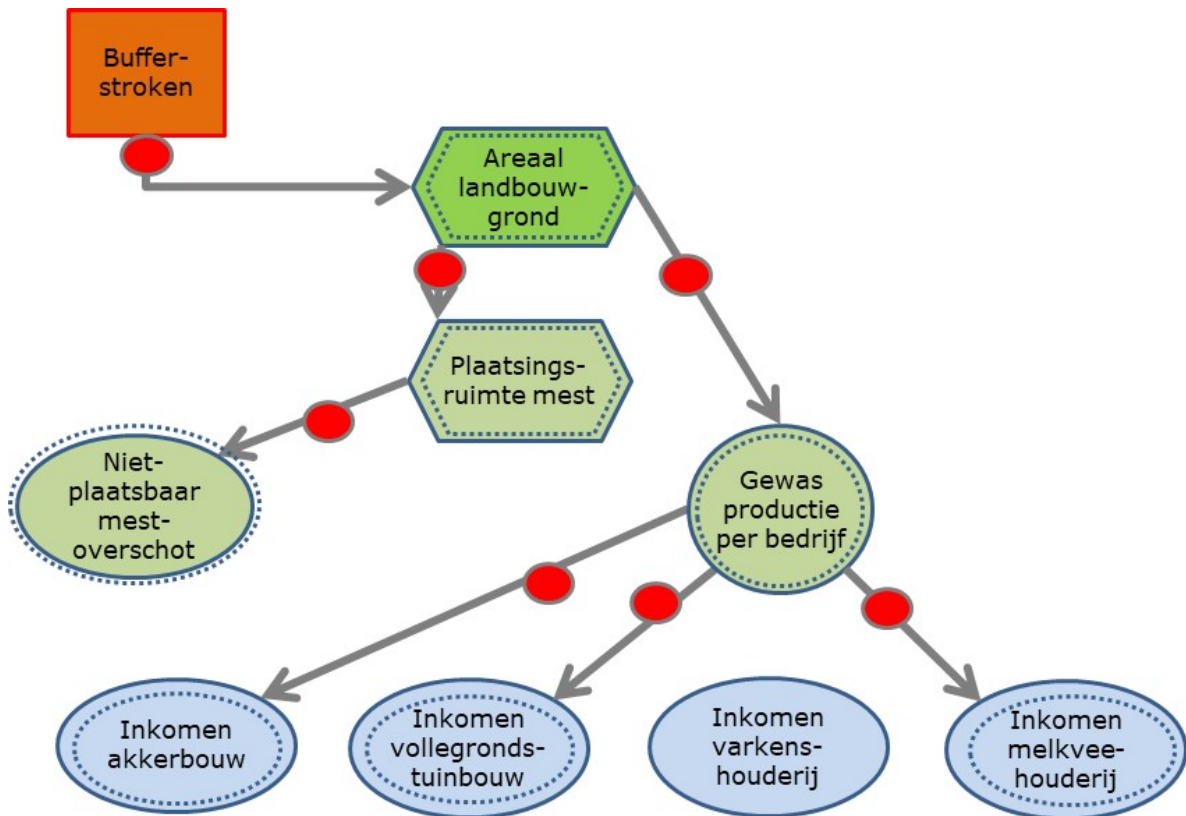 Buffer-
stroken
Areaal
landbouw-
grond
Plaatsings-
ruimte mest
Niet-
plaatsbaar
mest-
overschot
Gewas
productie
per bedrijf
Inkomen
akkerbouw
Inkomen
vollegronds-
tuinbouw
Inkomen
varkens-
houderij
Inkomen
melkvee-
houderij